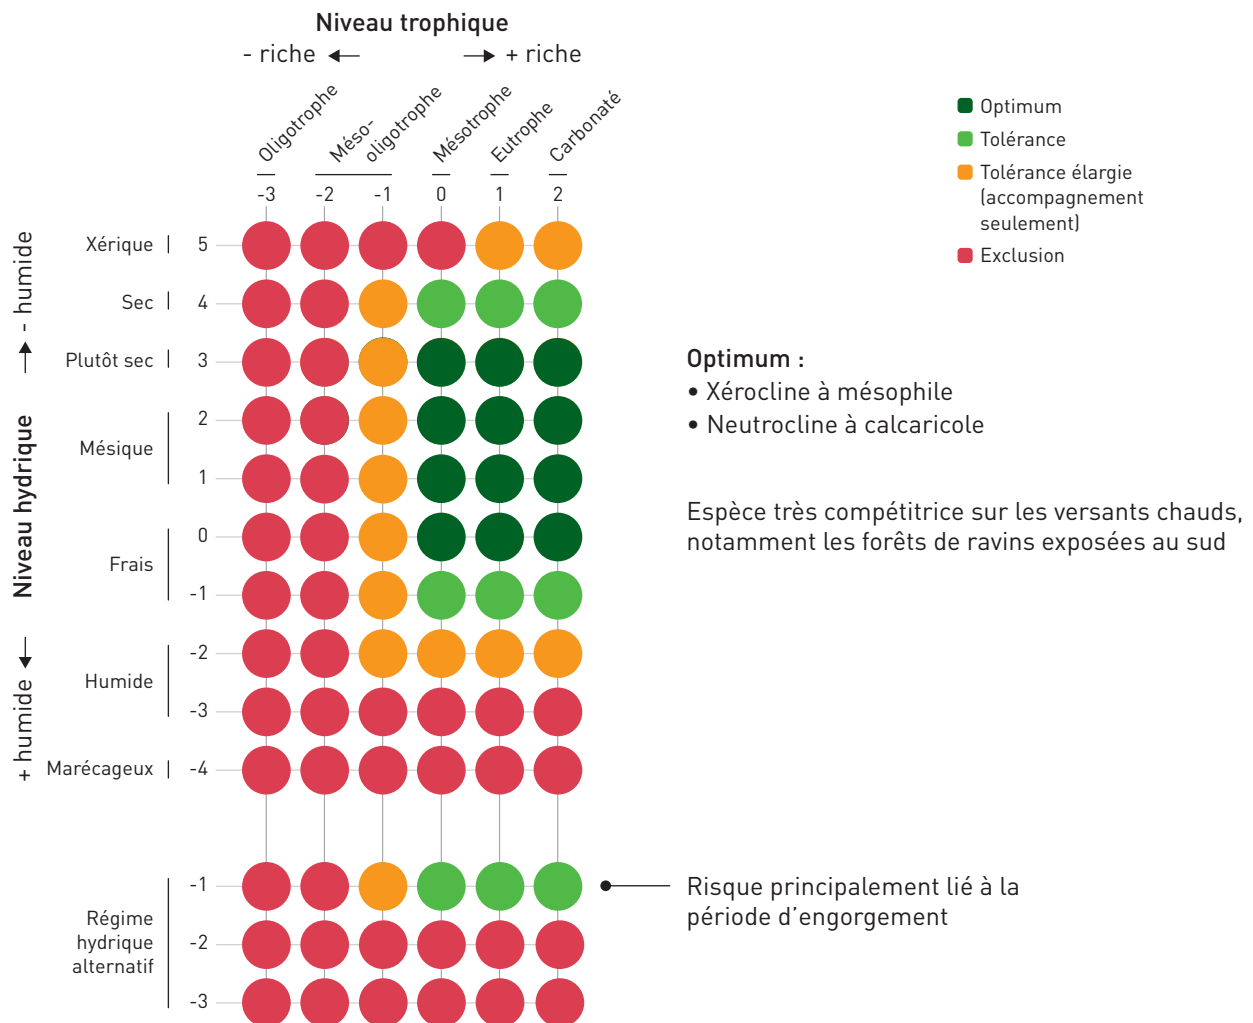 Niveau trophique
- riche
+ riche
Oligotrophe
Méso-
oligotrophe
Mésotrophe
Eutrophe
Carbonaté
-3
-2
-1
0
1
2
Optimum
Tolérance
Tolérance élargie
(accompagnement
seulement)
Exclusion
Niveau hydrique
- humide
+ humide
Xérique
5
Sec
4
Plutôt sec
3
Mésique
2
1
Frais
0
-1
Humide
-2
-3
Marécageux
-4
Régime
hydrique
alternatif
-1
-2
-3
Optimum :
• Xérocline à mésophile
• Neutrocline à calcaricole
Espèce très compétitrice sur les versants chauds,
notamment les forêts de ravins exposées au sud
Risque principalement lié à la
période d'engorgement